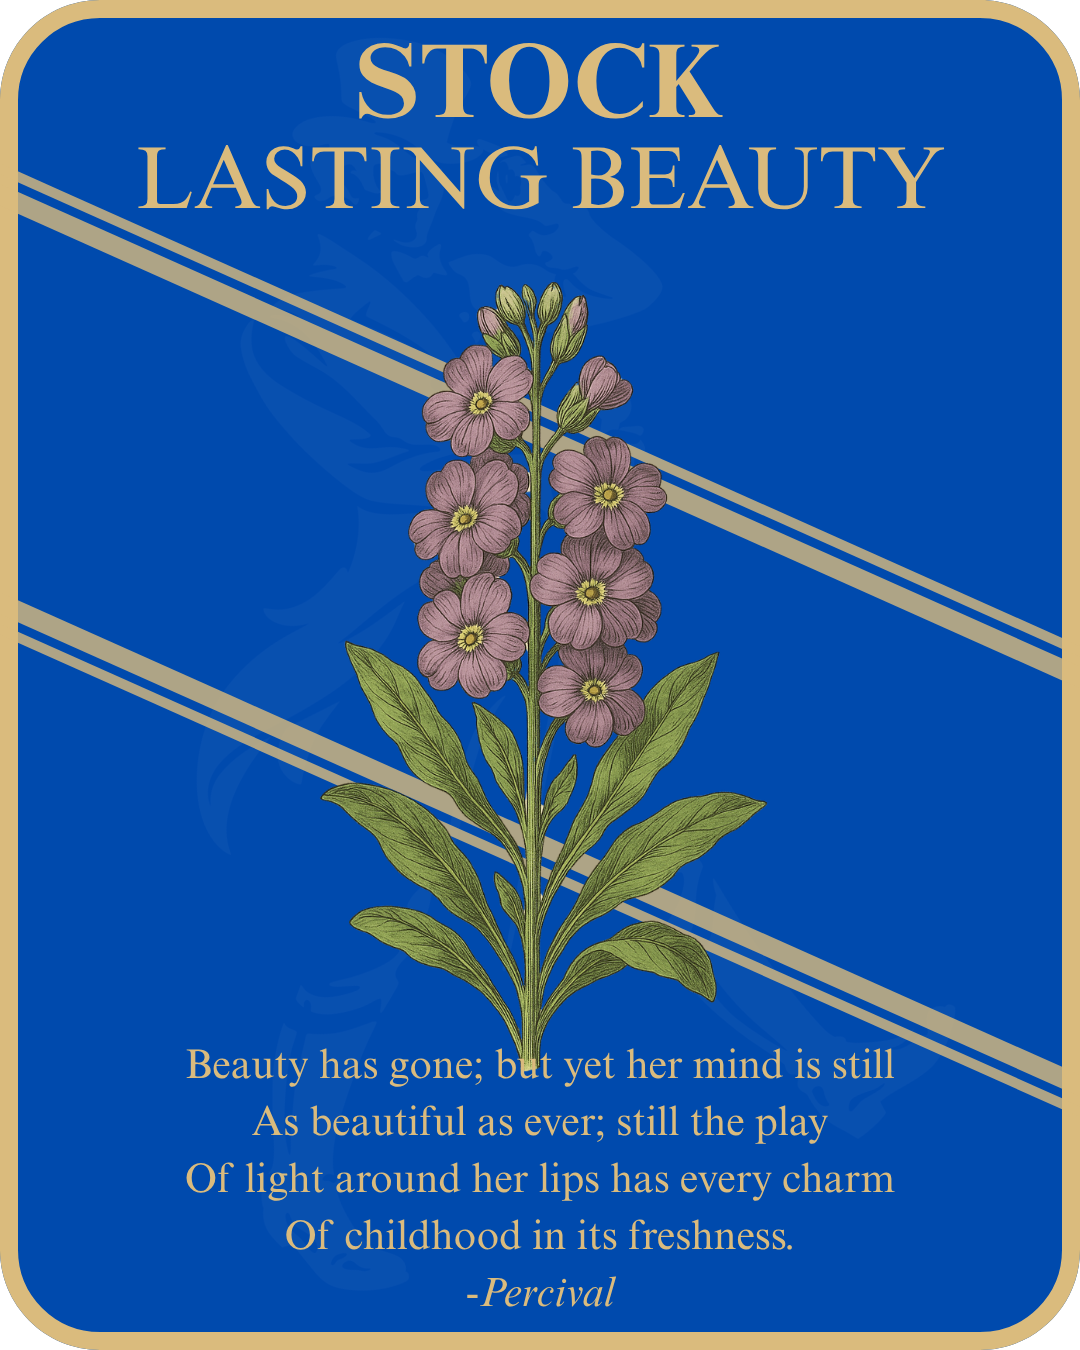 STOCK
LASTING BEAUTY
Beauty has gone; but yet her mind is still
As beautiful as ever; still the play
Of light around her lips has every charm
Of childhood in its freshness.
-Percival